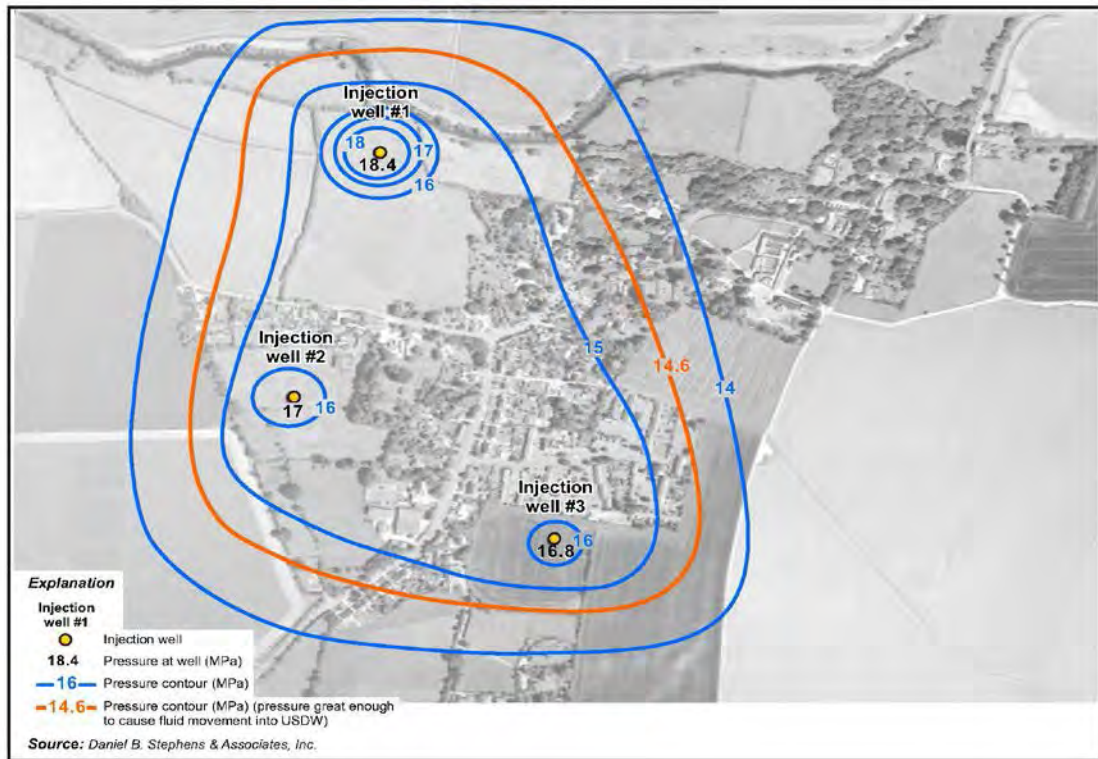 Injection
well #1
18
18.4
17
16
Injection
well #2
17
16
15
14.6
14
Injection
well #3
16
16.8
Explanation
Injection
well #1
Injection well
18.4
Pressure at well (MPa)
16
Pressure contour (MPa)
14.6
Pressure contour (MPa) (pressure great enough
to cause fluid movement into USDW)
Source: Daniel B. Stephens & Associates, Inc.